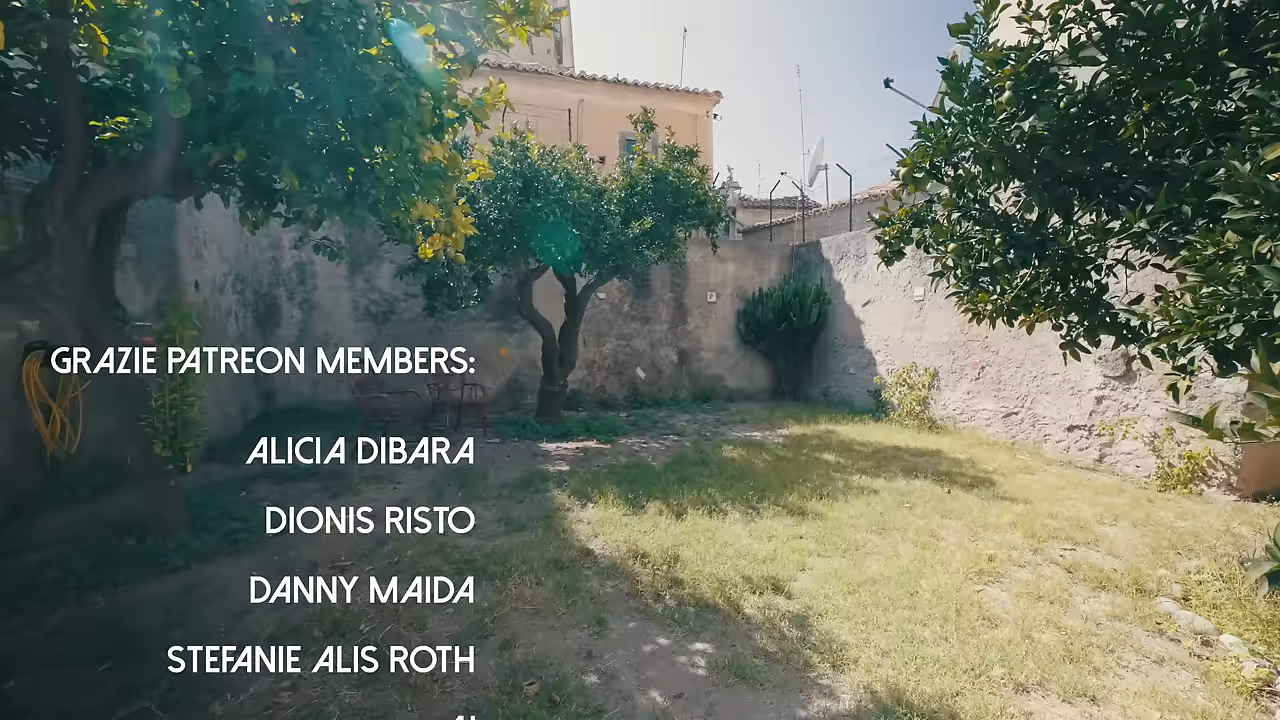 GRAZIE PATREON MEMBERS:
ALICIA DIBARA
DIONIS RISTO
DANNY MAIDA
STEFANIE ALIS ROTH